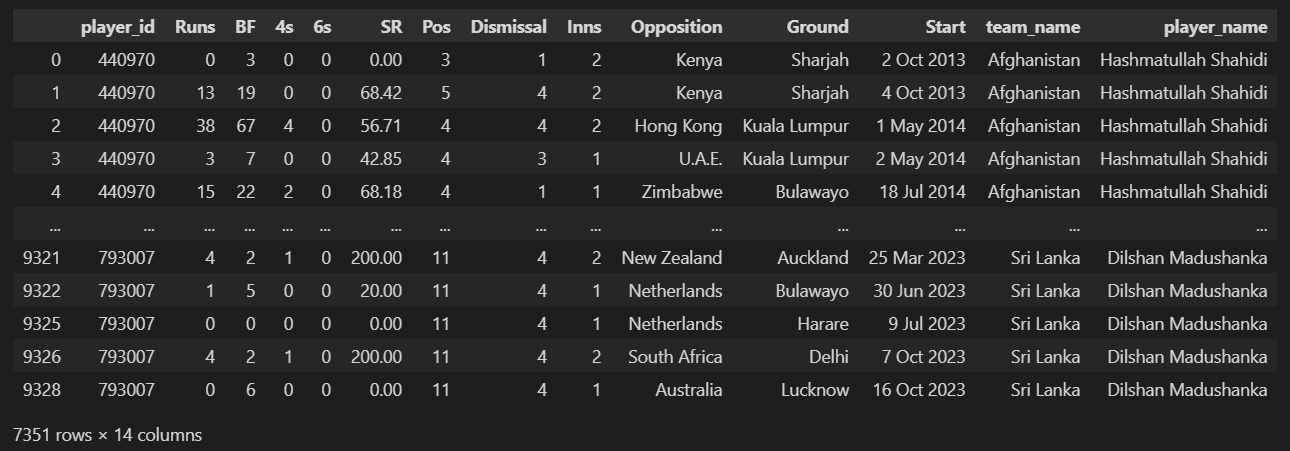 player_id Runs BF 4s 6s SR Pos Dismissal Inns Opposition Ground Start team_name player_name
0 440970 0 3 0 0 0.00 3 1 2 Kenya Sharjah 2 Oct 2013 Afghanistan Hashmatullah Shahidi
1 440970 13 19 0 0 68.42 5 4 2 Kenya Sharjah 4 Oct 2013 Afghanistan Hashmatullah Shahidi
2 440970 38 67 4 0 56.71 4 4 2 Hong Kong Kuala Lumpur 1 May 2014 Afghanistan Hashmatullah Shahidi
3 440970 3 7 0 0 42.85 4 3 1 U.A.E. Kuala Lumpur 2 May 2014 Afghanistan Hashmatullah Shahidi
4 440970 15 22 2 0 68.18 4 1 1 Zimbabwe Bulawayo 18 Jul 2014 Afghanistan Hashmatullah Shahidi
... ... ... ... ... ... ... ... ... ... ... ... ... ... ...
9321 793007 4 2 1 0 200.00 11 4 2 New Zealand Auckland 25 Mar 2023 Sri Lanka Dilshan Madushanka
9322 793007 1 5 0 0 20.00 11 4 1 Netherlands Bulawayo 30 Jun 2023 Sri Lanka Dilshan Madushanka
9325 793007 0 0 0 0 0.00 11 4 1 Netherlands Harare 9 Jul 2023 Sri Lanka Dilshan Madushanka
9326 793007 4 2 1 0 200.00 11 4 2 South Africa Delhi 7 Oct 2023 Sri Lanka Dilshan Madushanka
9328 793007 0 6 0 0 0.00 11 4 1 Australia Lucknow 16 Oct 2023 Sri Lanka Dilshan Madushanka
7351 rows × 14 columns